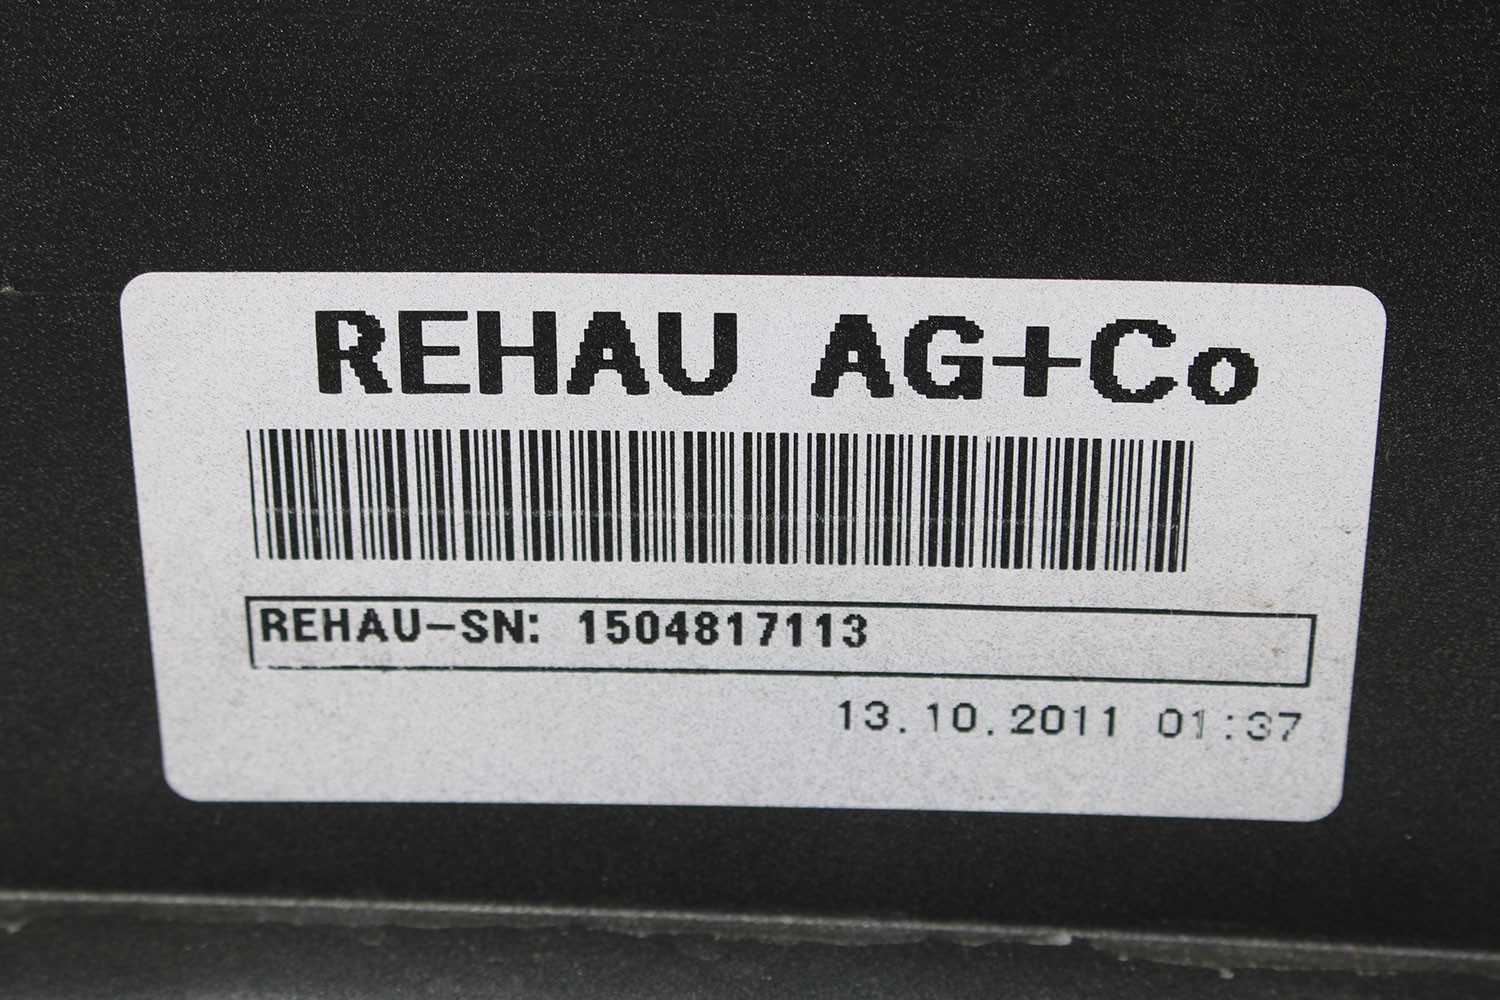 REHAU AG+Co
REHAU-SN: 1504817113
13.10.2011 01:37